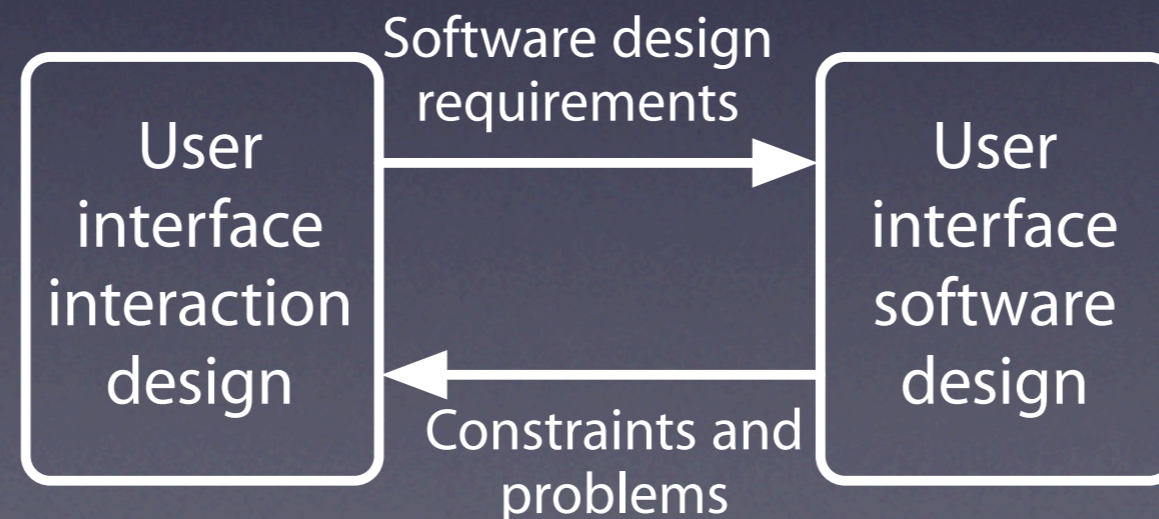 Software design
requirements
User
interface
interaction
design
User
interface
software
design
Constraints and
problems